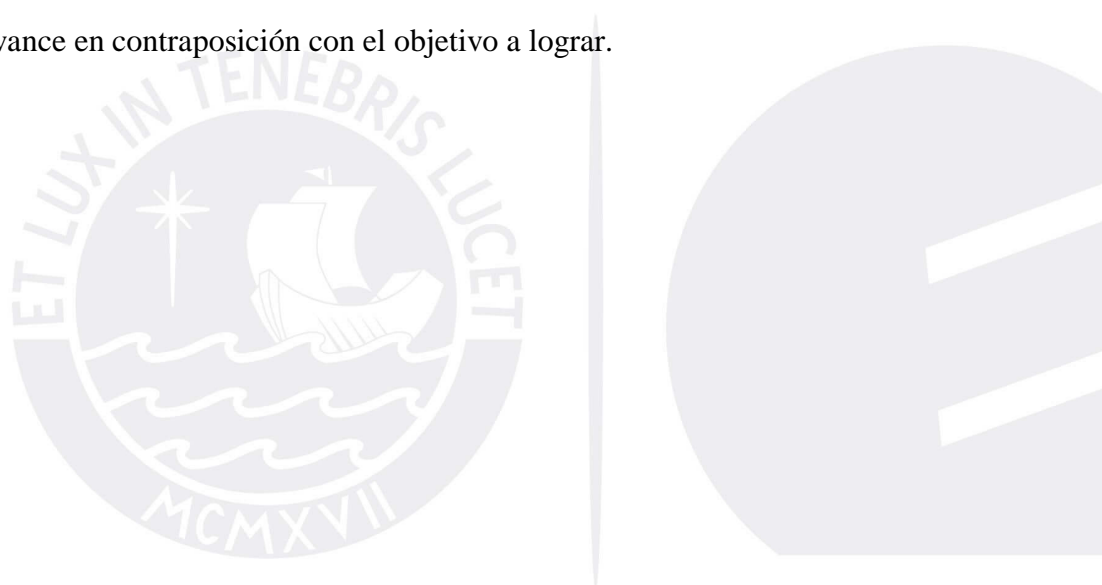 vance en contraposición con el objetivo a lograr.
ET LUX IN TENEBRIS LUCET
MCMXVII